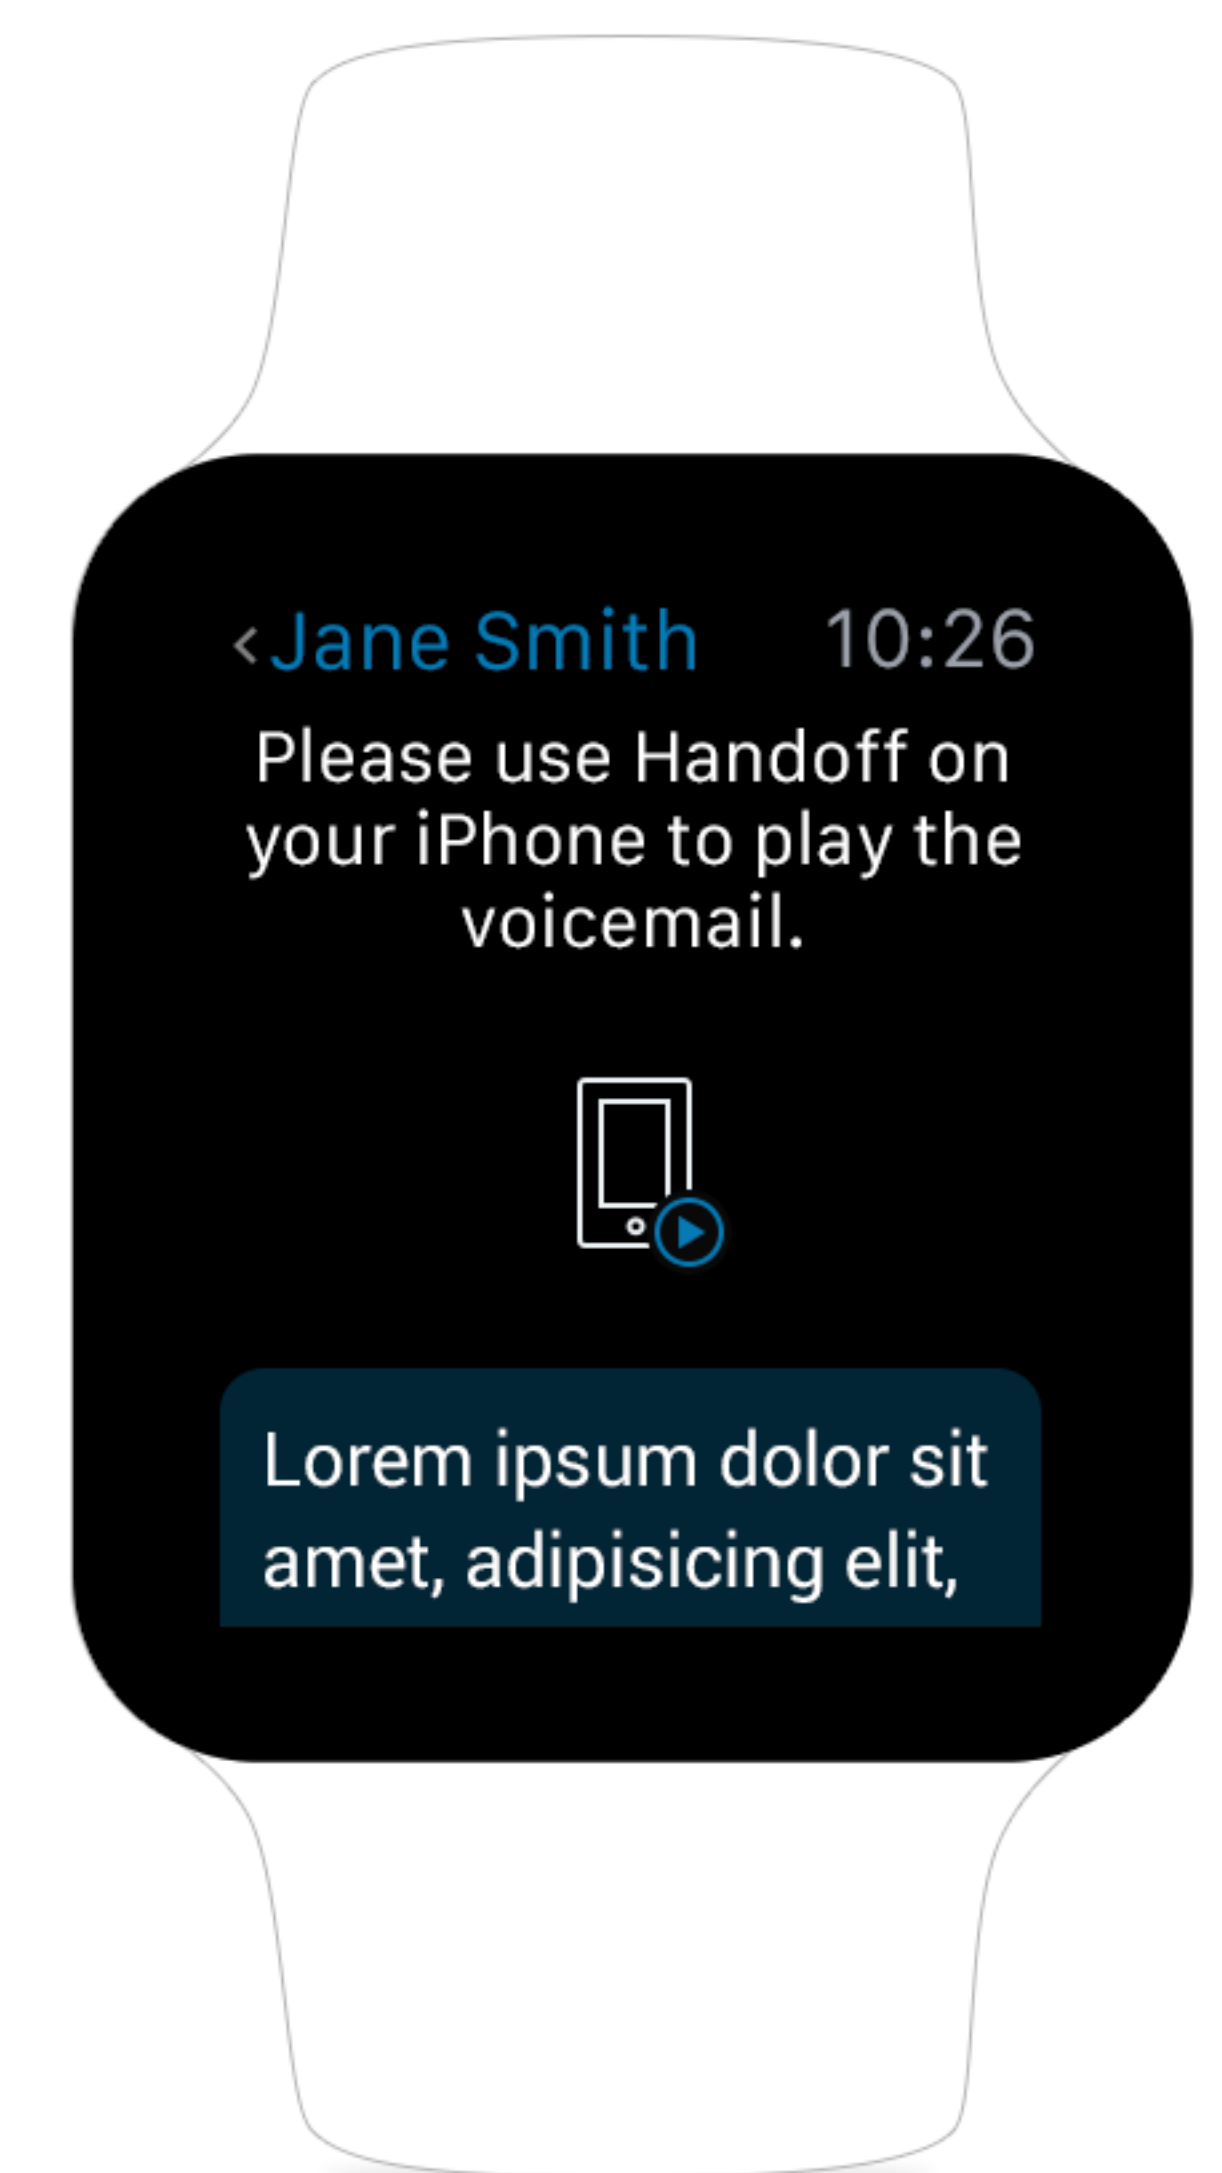 <Jane Smith 10:26
Please use Handoff on
your iPhone to play the
voicemail.
Lorem ipsum dolor sit
amet, adipisicing elit,